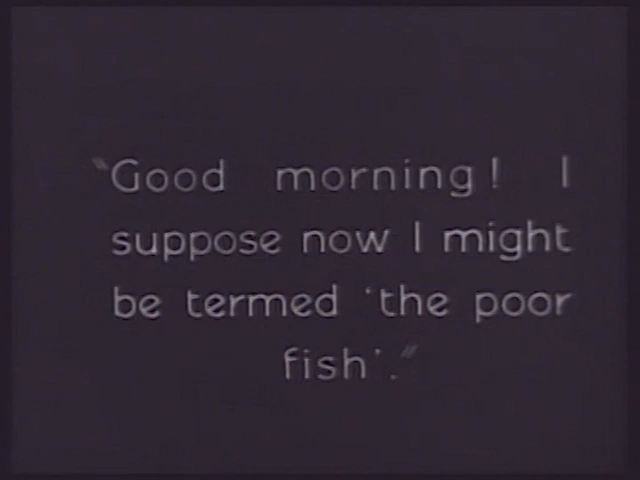 "Good morning! I
suppose now I might
be termed 'the poor
fish'."